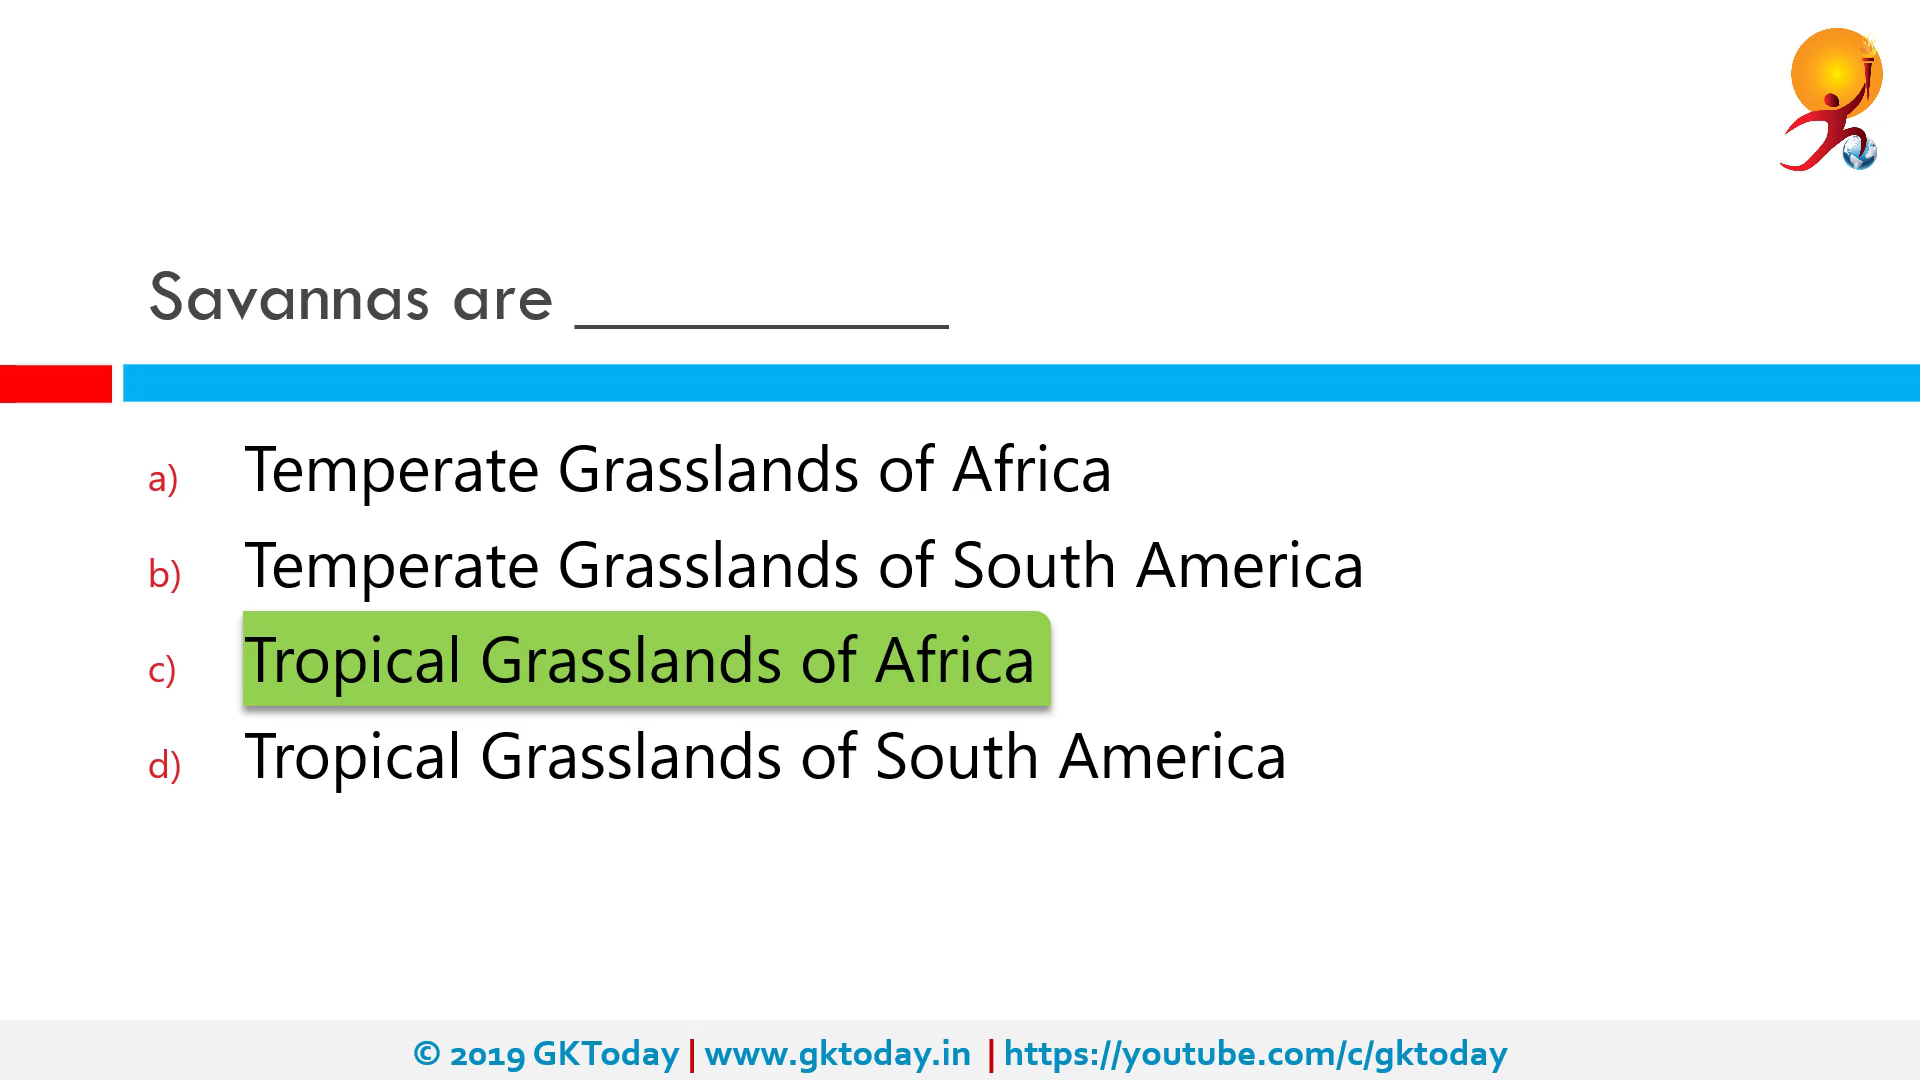 Savannas are ___________
a) Temperate Grasslands of Africa
b) Temperate Grasslands of South America
c) Tropical Grasslands of Africa
d) Tropical Grasslands of South America
© 2019 GKToday | www.gktoday.in | https://youtube.com/c/gktoday